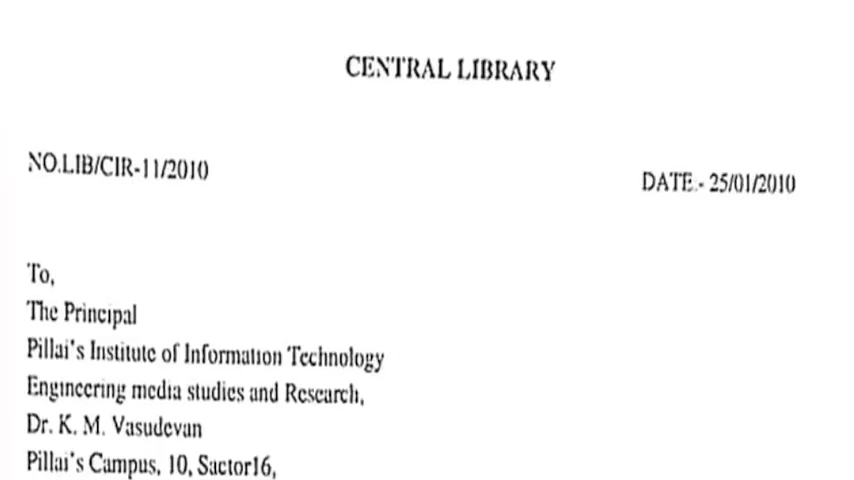 CENTRAL LIBRARY
NO.LIB/CIR-11/2010
DATE:- 25/01/2010
To,
The Principal
Pillai's Institute of Information Technology
Engineering media studies and Research,
Dr. K. M. Vasudevan
Pillai's Campus, 10, Sactor16,